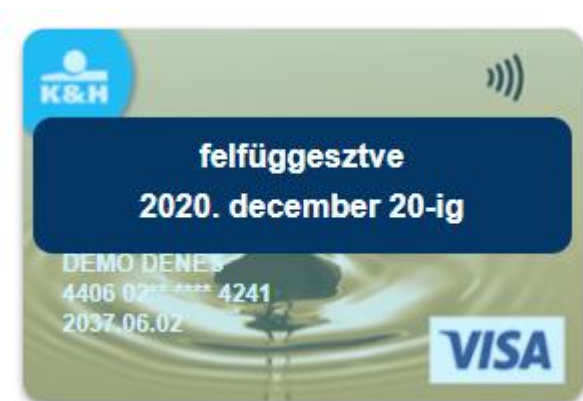 K&H
felfüggesztve
2020. december 20-ig
DEMO DENES
4406 02** **** 4241
2037.06.02
VISA